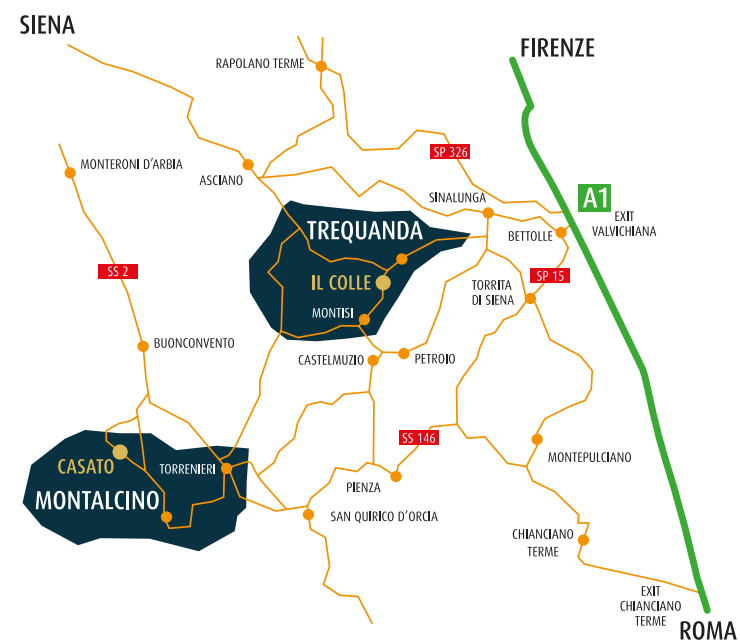 SIENA
FIRENZE
RAPOLANO TERME
SP 326
MONTERONI D'ARBIA
ASCIANO
SINALUNGA
A1
EXIT
VALVICHIANA
TREQUANDA
BETTOLLE
SS 2
IL COLLE
SP 15
TORRITA
DI SIENA
MONTISI
BUONCONVENTO
CASTELMUZIO
PETROIO
SS 146
CASATO
TORRENIERI
MONTEPULCIANO
MONTALCINO
PIENZA
SAN QUIRICO D'ORCIA
CHIANCIANO
TERME
EXIT
CHIANCIANO
TERME
ROMA